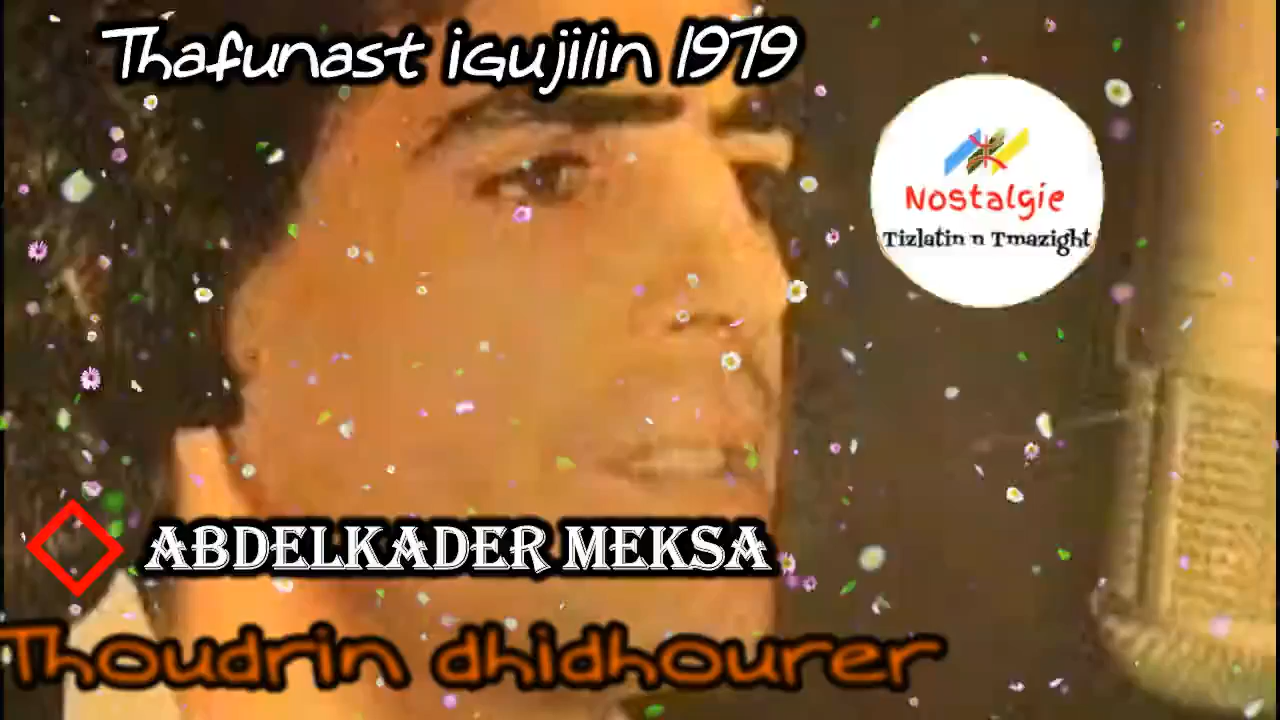 Thafunast iGujilin 1979
Nostalgie
Tizlatin n Tmazight
ABDELKADER MEKSA
Thoudrin dhidhourer